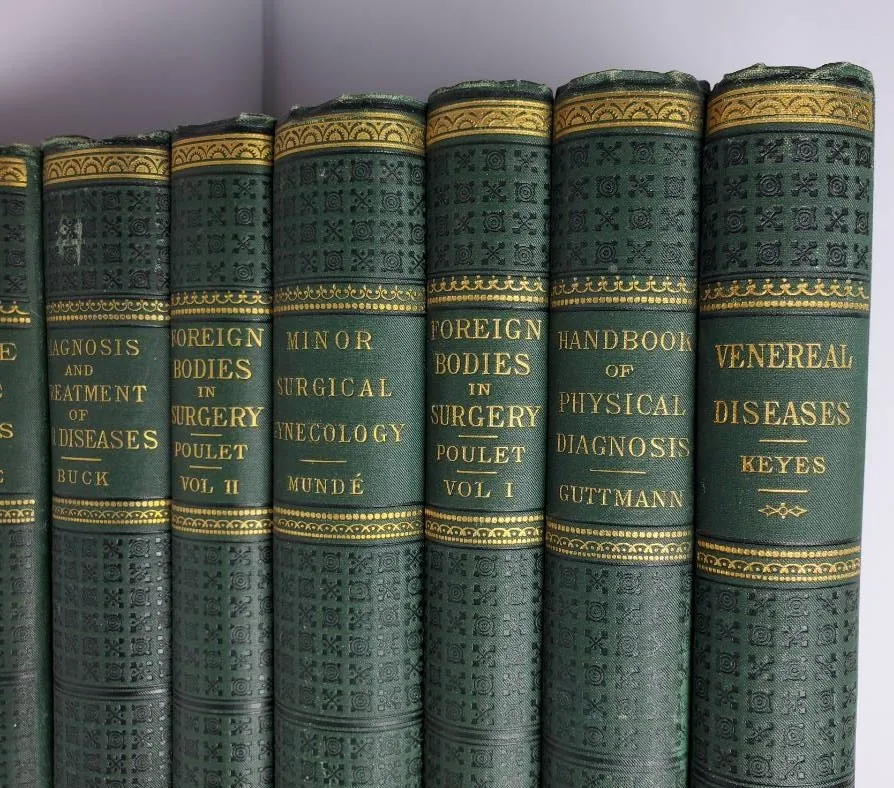 E
S
E
AGNOSIS
AND
REATMENT
OF
DISEASES
BUCK
FOREIGN
BODIES
IN
SURGERY
POULET
VOL II
MINOR
SURGICAL
YNECOLOGY
MUNDÉ
FOREIGN
BODIES
IN
SURGERY
POULET
VOL I
HANDBOOK
OF
PHYSICAL
DIAGNOSIS
GUTTMANN
VENEREAL
DISEASES
KEYES